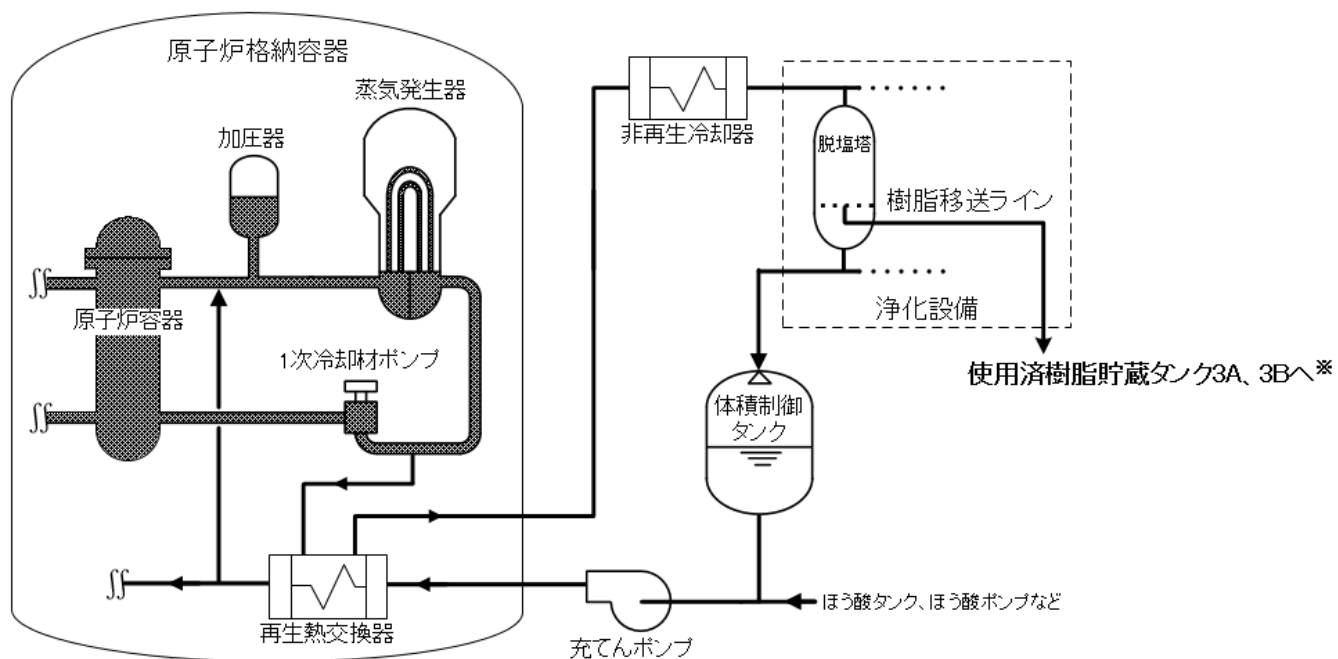 原子炉格納容器
蒸気発生器
加圧器
原子炉容器
1次冷却材ポンプ
再生熱交換器
非再生冷却器
脱塩塔
樹脂移送ライン
浄化設備
使用済樹脂貯蔵タンク3A、3Bへ※
体積制御
タンク
ほう酸タンク、ほう酸ポンプなど
充てんポンプ